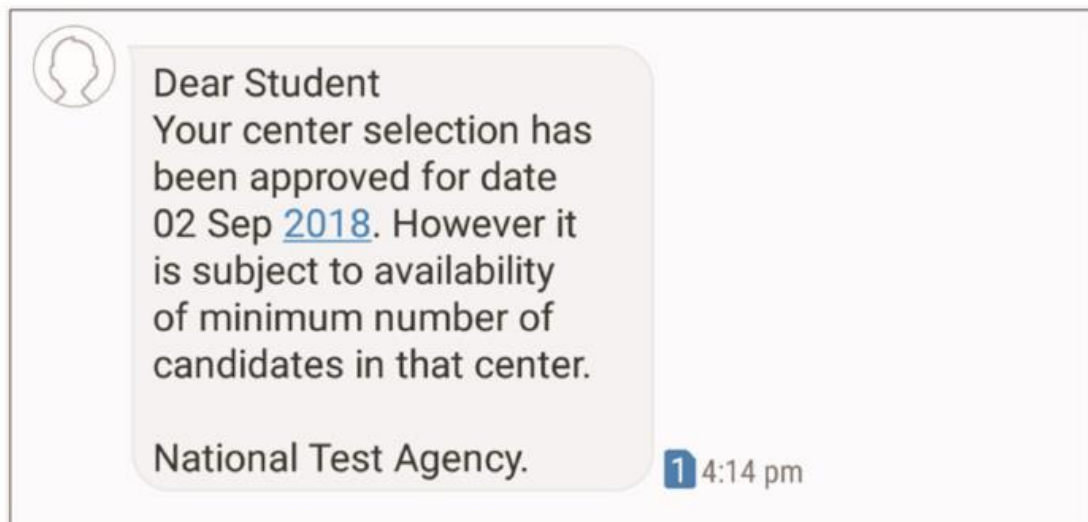 Dear Student
Your center selection has
been approved for date
02 Sep 2018. However it
is subject to availability
of minimum number of
candidates in that center.
National Test Agency.
1 4:14 pm